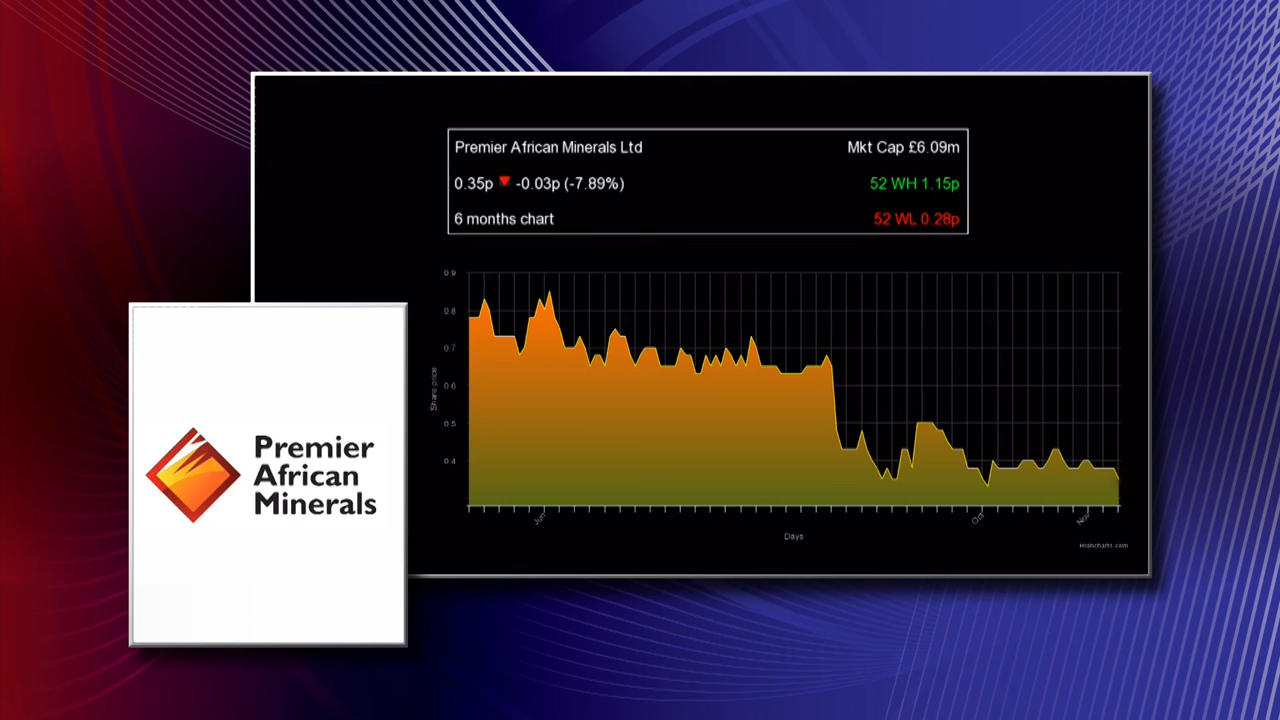 Premier African Minerals Ltd
Mkt Cap £6.09m
0.35p -0.03p (-7.89%)
52 WH 1.15p
6 months chart
52 WL 0.28p
0.9
0.8
0.7
0.6
0.5
0.4
Share price
Jun
Oct
Nov
Days
Highcharts.com
Premier
African
Minerals